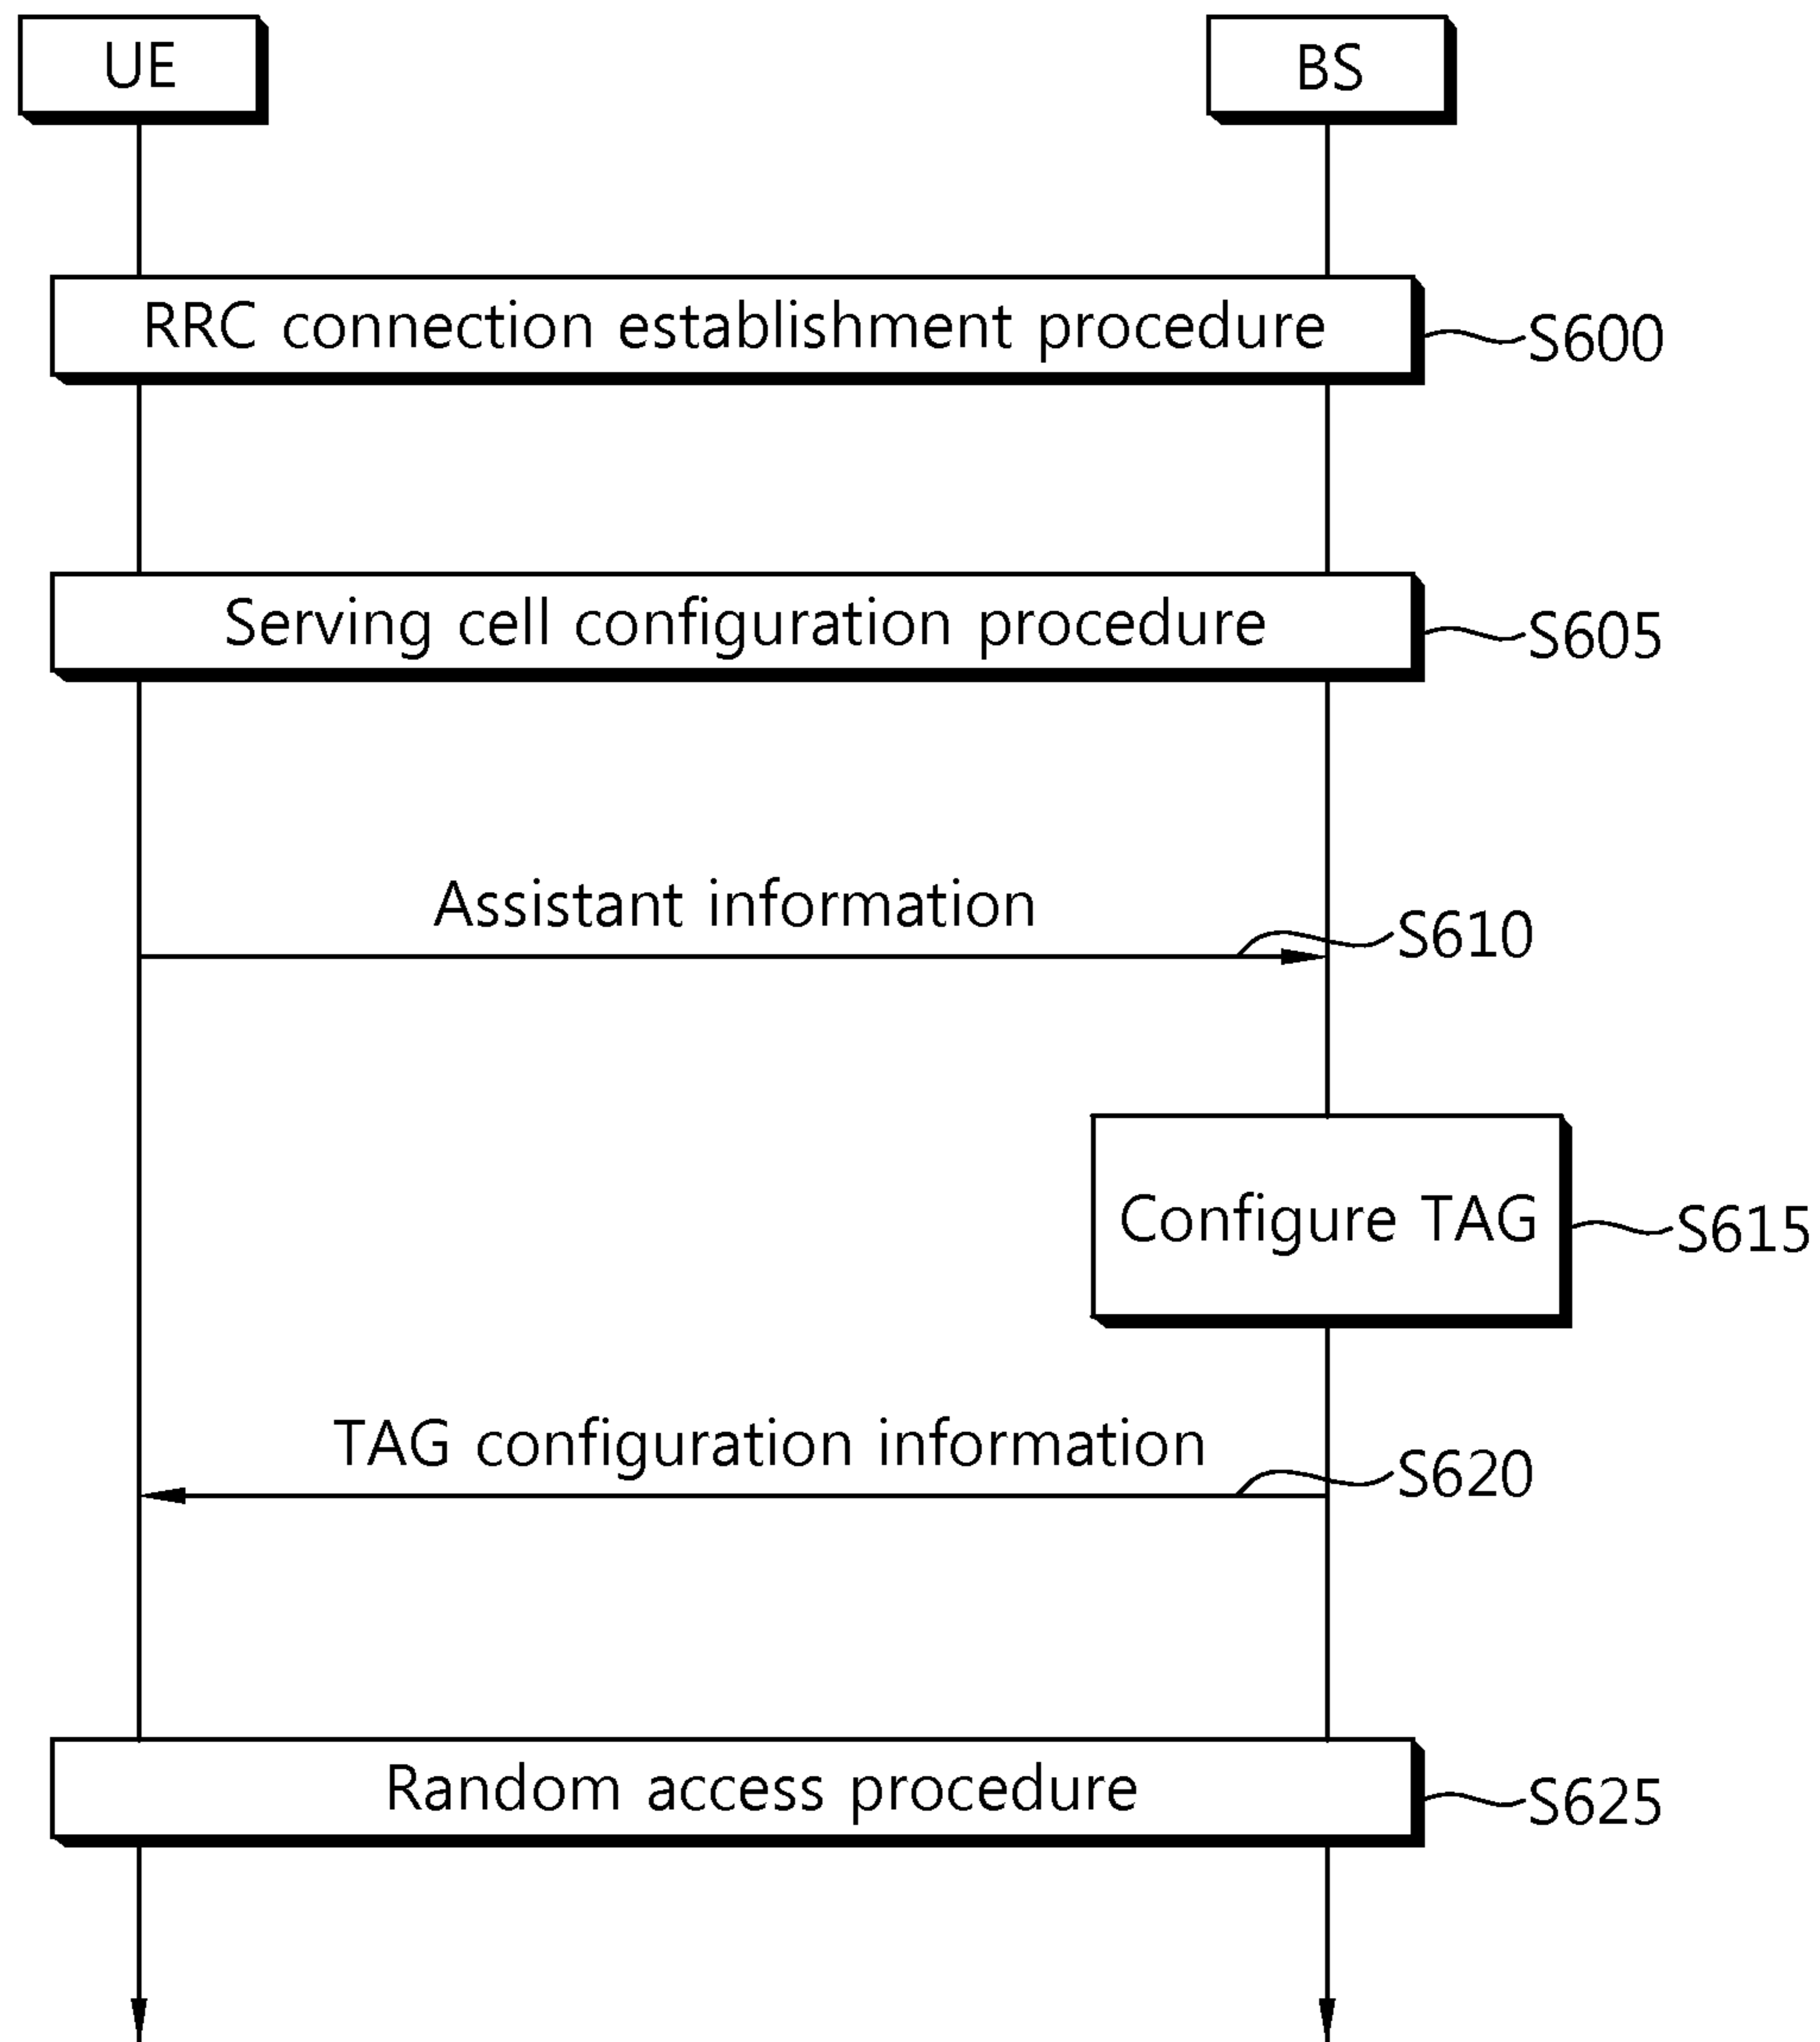 UE
BS
RRC connection establishment procedure
S600
Serving cell configuration procedure
S605
Assistant information
S610
Configure TAG
S615
TAG configuration information
S620
Random access procedure
S625